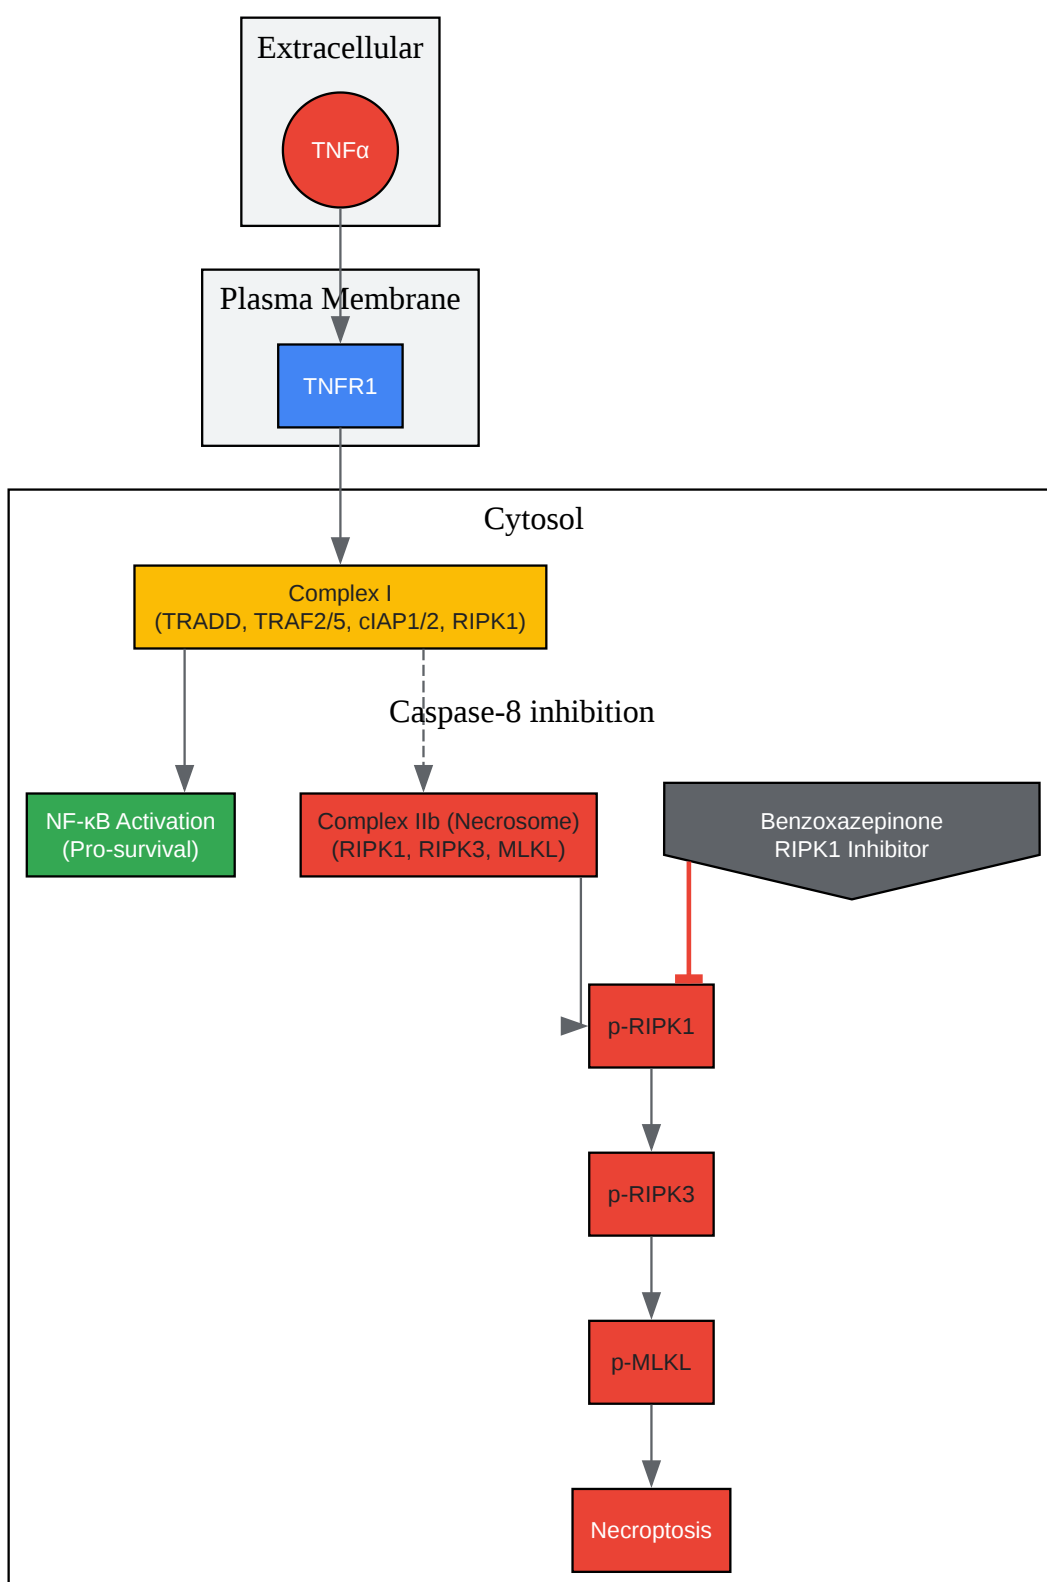 Extracellular
TNFα
Plasma Membrane
TNFR1
Cytosol
Complex I
(TRADD, TRAF2/5, cIAP1/2, RIPK1)
Caspase-8 inhibition
NF-κB Activation
(Pro-survival)
Complex IIb (Necrosome)
(RIPK1, RIPK3, MLKL)
Benzoxazepinone
RIPK1 Inhibitor
p-RIPK1
p-RIPK3
p-MLKL
Necroptosis